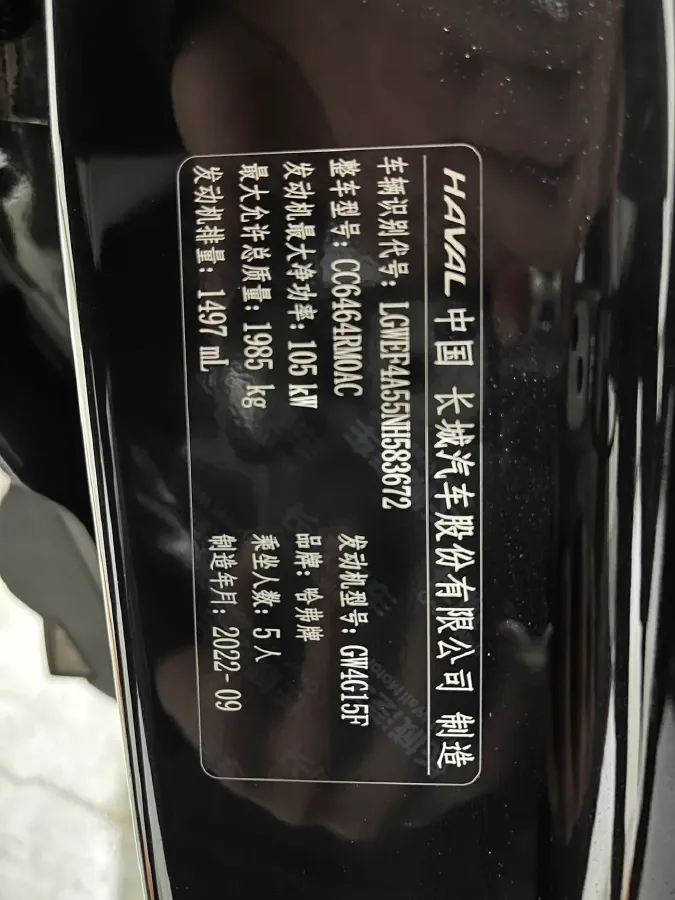 HAVAL 中国 长城汽车股份有限公司 制造
车辆识别代号: LGWEF4A55NH583672
整车型号: CC6464RM0AC
发动机型号: GW4G15F
发动机最大净功率: 105 kW
品牌: 哈弗牌
最大允许总质量: 1985 kg
乘坐人数: 5人
发动机排量: 1497 mL
制造年月: 2022-09